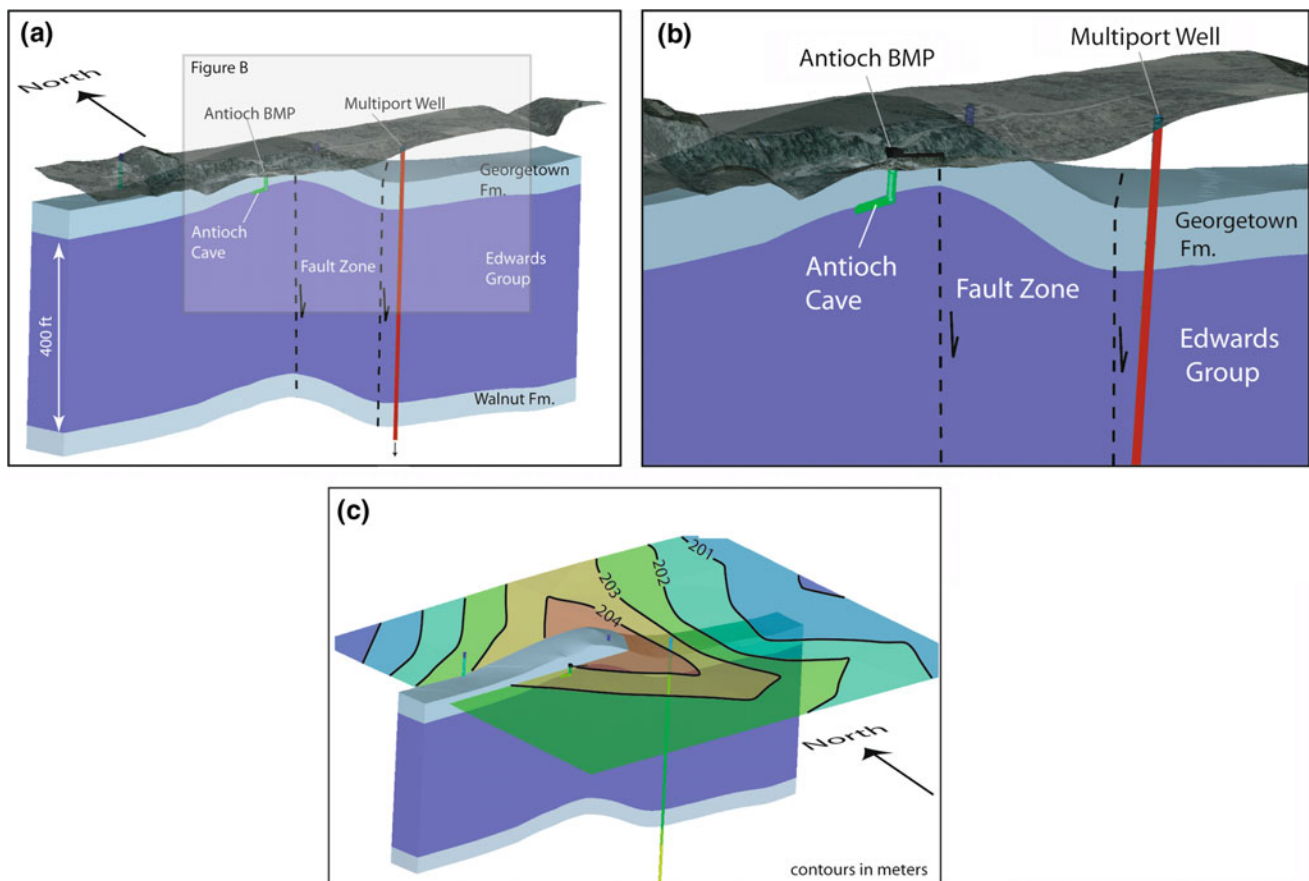 (a)
North
Figure B
Antioch BMP
Multiport Well
Georgetown
Fm.
Antioch
Cave
Fault Zone
Edwards
Group
400 ft
Walnut Fm.
(b)
Antioch BMP
Multiport Well
Georgetown
Fm.
Antioch
Cave
Fault Zone
Edwards
Group
(c)
201
202
203
204
North
contours in meters